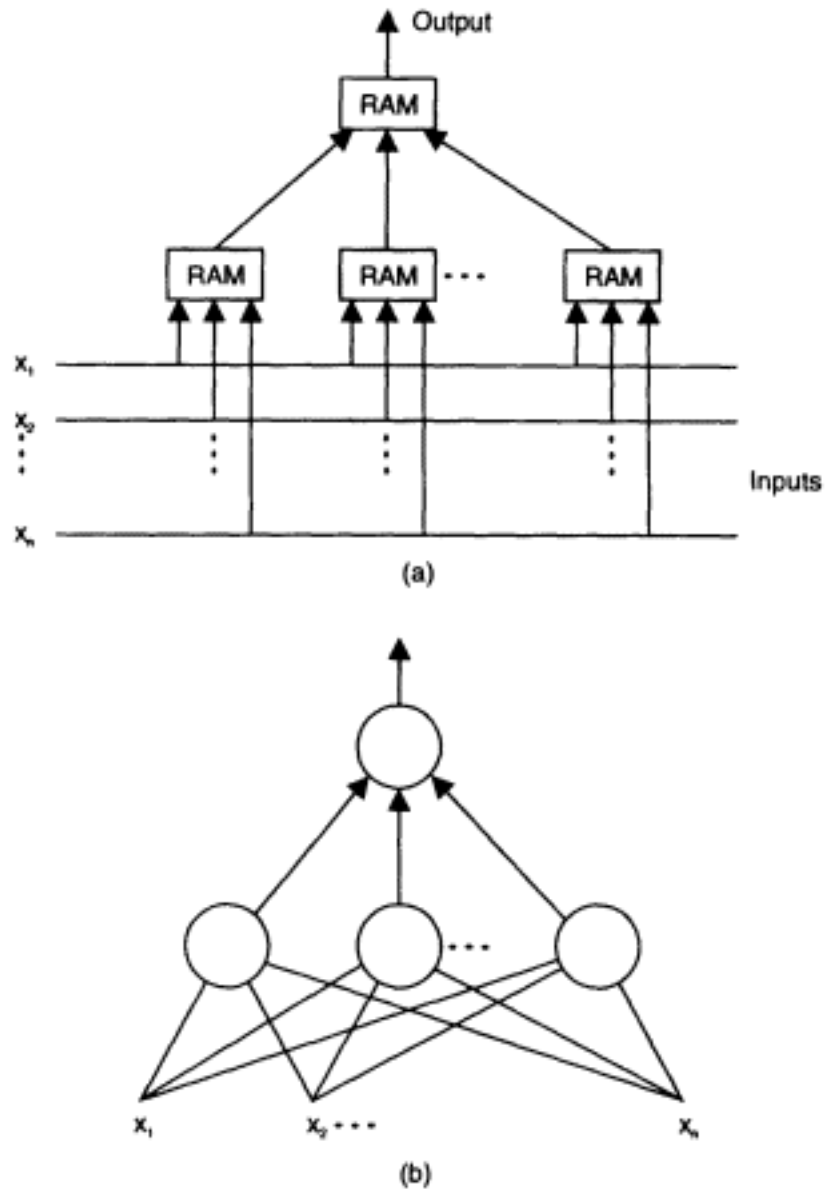 Output
RAM
RAM RAM ... RAM
x₁
x₂
Inputs
xₙ
(a)
x₁ x₂ ... xₙ
(b)